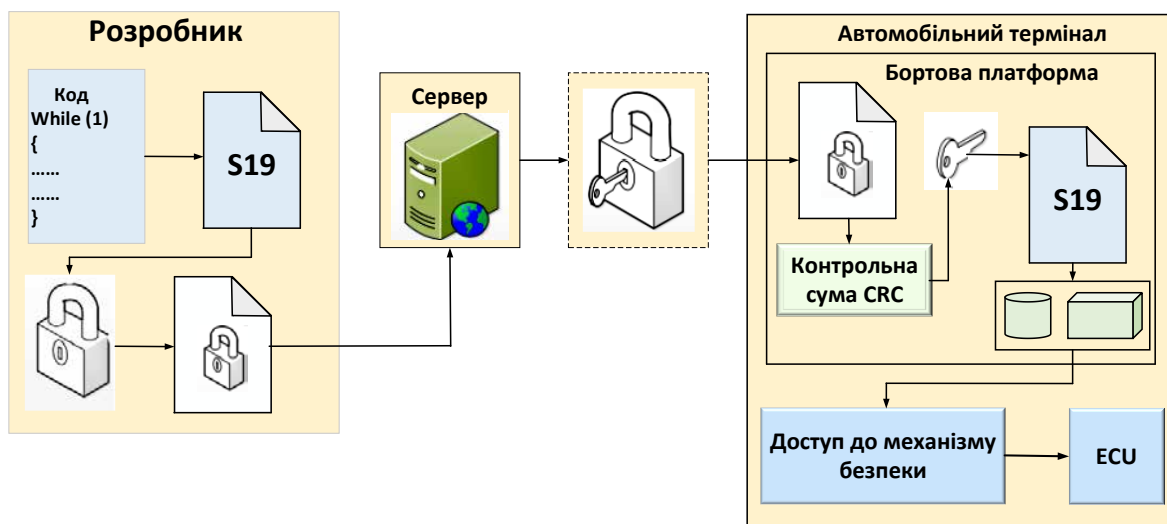 Розробник
Код
While (1)
{
......
......
}
S19
Сервер
Автомобільний термінал
Бортова платформа
S19
Контрольна
сума CRC
Доступ до механізму
безпеки
ECU